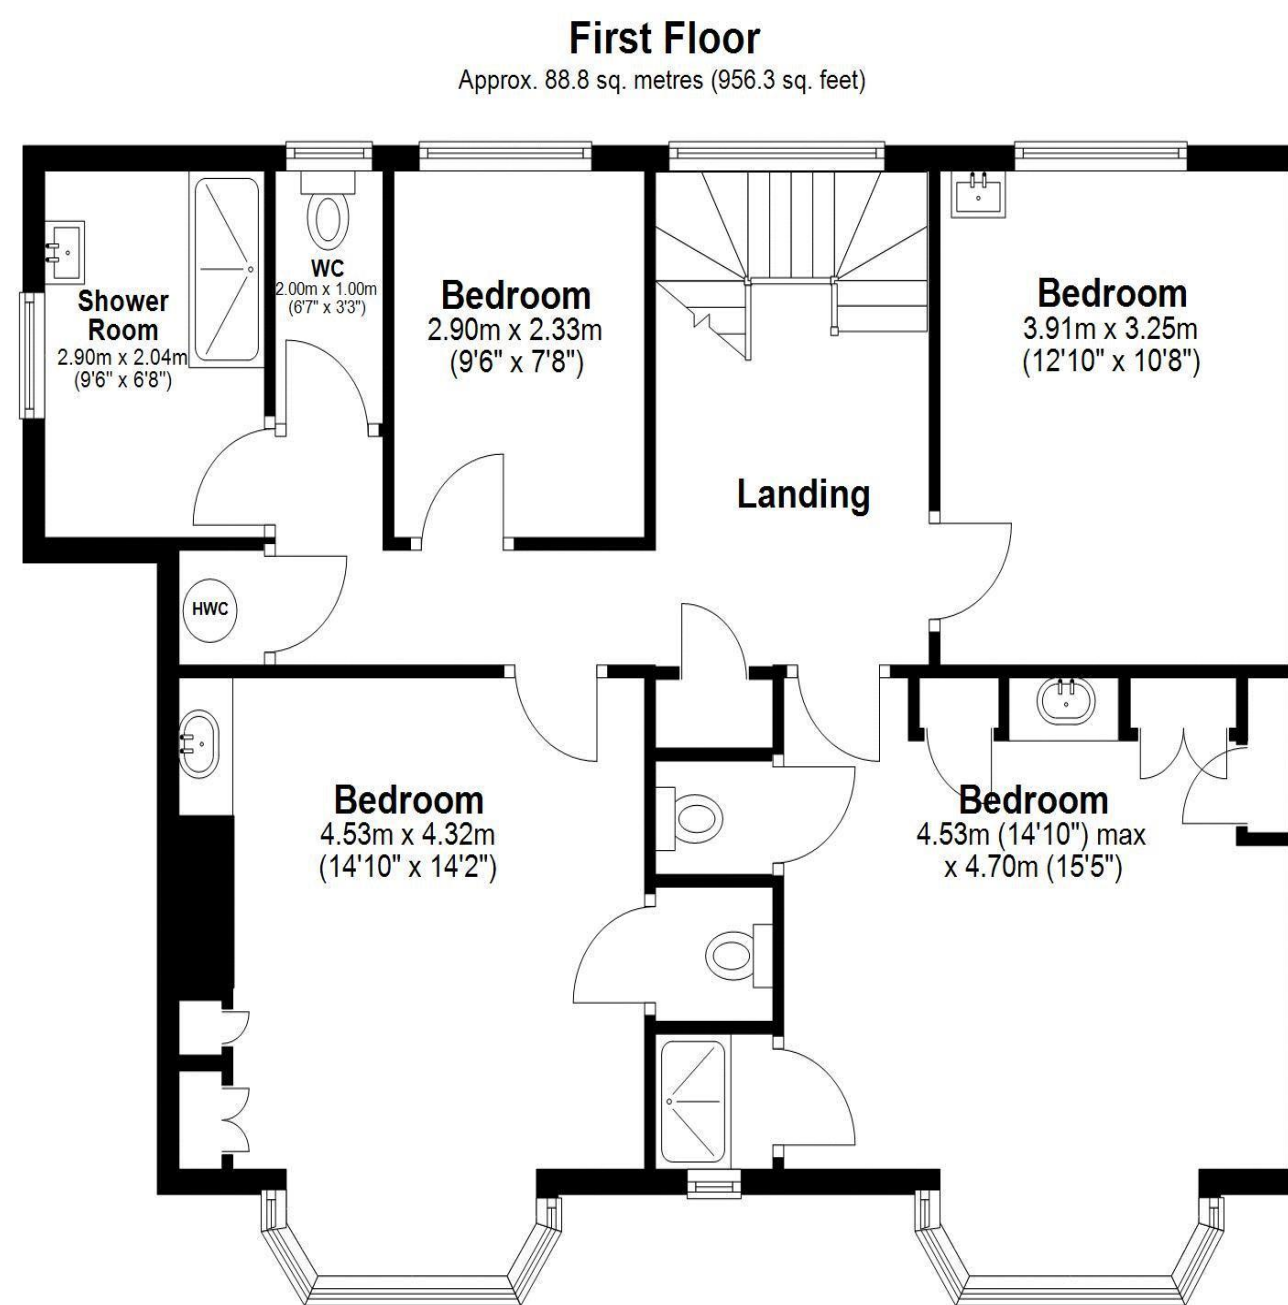 First Floor
Approx. 88.8 sq. metres (956.3 sq. feet)
WC
2.00m x 1.00m
(6'7" x 3'3")
Shower
Room
2.90m x 2.04m
(9'6" x 6'8")
Bedroom
2.90m x 2.33m
(9'6" x 7'8")
Bedroom
3.91m x 3.25m
(12'10" x 10'8")
Landing
HWC
Bedroom
4.53m x 4.32m
(14'10" x 14'2")
Bedroom
4.53m (14'10") max
x 4.70m (15'5")